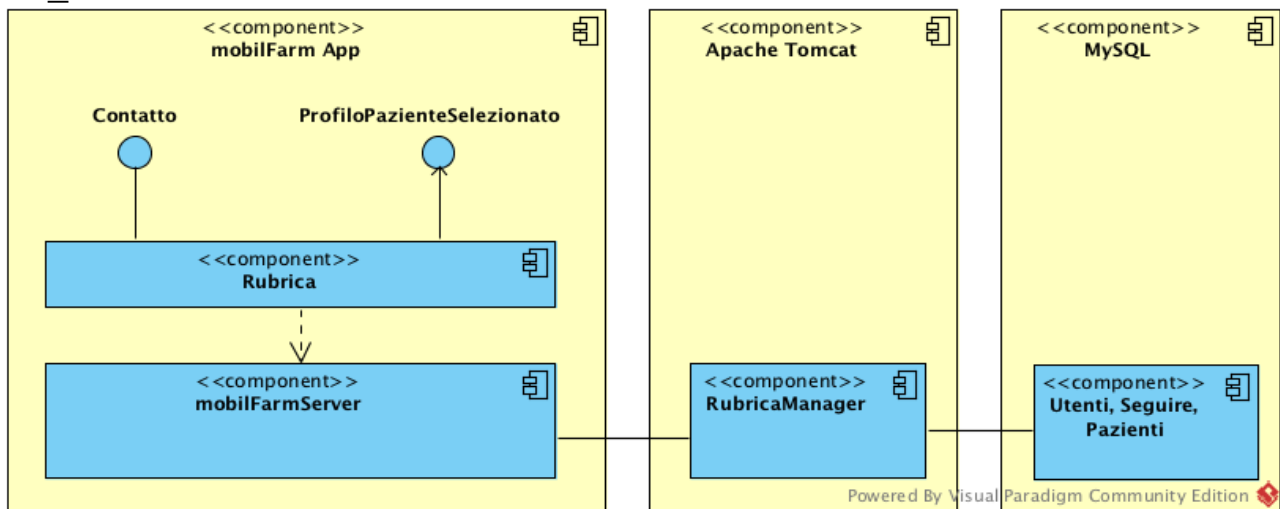 <<component>>
mobilFarm App
Contatto
ProfiloPazienteSelezionato
<<component>>
Rubrica
<<component>>
mobilFarmServer
<<component>>
Apache Tomcat
<<component>>
RubricaManager
<<component>>
MySQL
<<component>>
Utenti, Seguire,
Pazienti
Powered By Visual Paradigm Community Edition